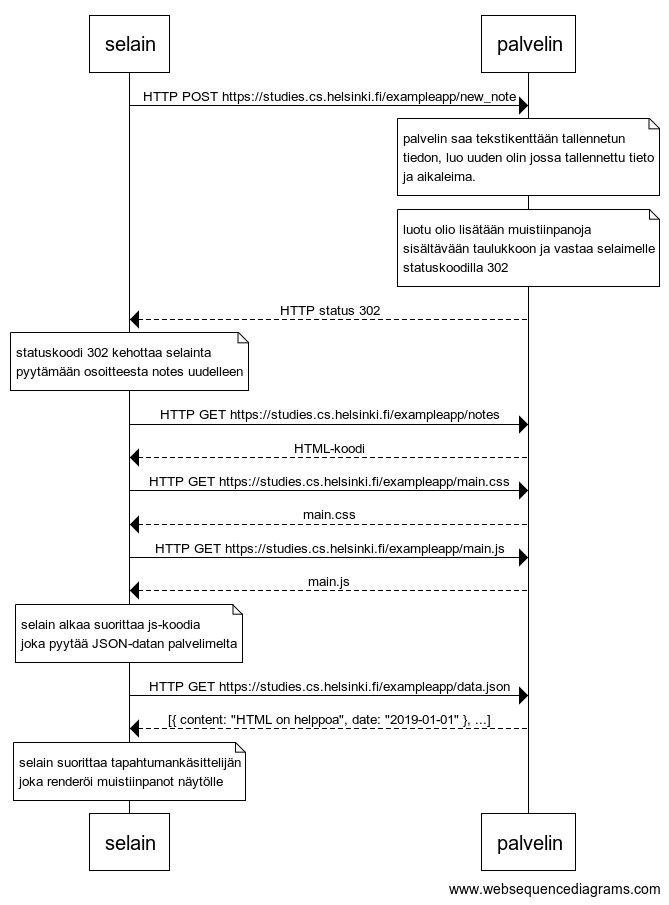 selain
palvelin
HTTP POST https://studies.cs.helsinki.fi/exampleapp/new_note
palvelin saa tekstikenttään tallennetun
tiedon, luo uuden olin jossa tallennettu tieto
ja aikaleima.
luotu olio lisätään muistiinpanoja
sisältävään taulukkoon ja vastaa selaimelle
statuskoodilla 302
HTTP status 302
statuskoodi 302 kehottaa selainta
pyytämään osoitteesta notes uudelleen
HTTP GET https://studies.cs.helsinki.fi/exampleapp/notes
HTML-koodi
HTTP GET https://studies.cs.helsinki.fi/exampleapp/main.css
main.css
HTTP GET https://studies.cs.helsinki.fi/exampleapp/main.js
main.js
selain alkaa suorittaa js-koodia
joka pyytää JSON-datan palvelimelta
HTTP GET https://studies.cs.helsinki.fi/exampleapp/data.json
[{ content: "HTML on helppoa", date: "2019-01-01" }, ...]
selain suorittaa tapahtumankäsittelijän
joka renderöi muistiinpanot näytölle
selain
palvelin
www.websequencediagrams.com